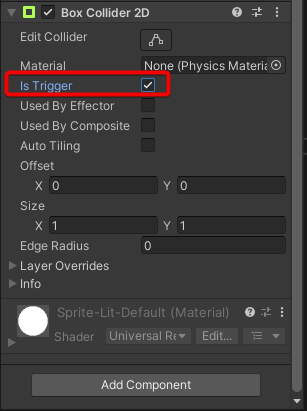 Box Collider 2D
Edit Collider
Material None (Physics Materia
Is Trigger
Used By Effector
Used By Composite
Auto Tiling
Offset
X 0 Y 0
Size
X 1 Y 1
Edge Radius 0
Layer Overrides
Info
Sprite-Lit-Default (Material)
Shader Universal Re Edit...
Add Component